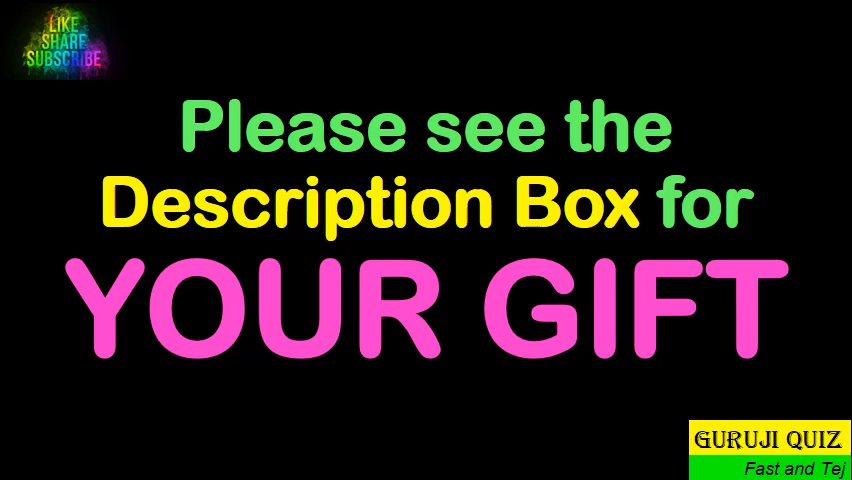 LIKE
SHARE
SUBSCRIBE
Please see the
Description Box for
YOUR GIFT
GURUJI QUIZ
Fast and Tej